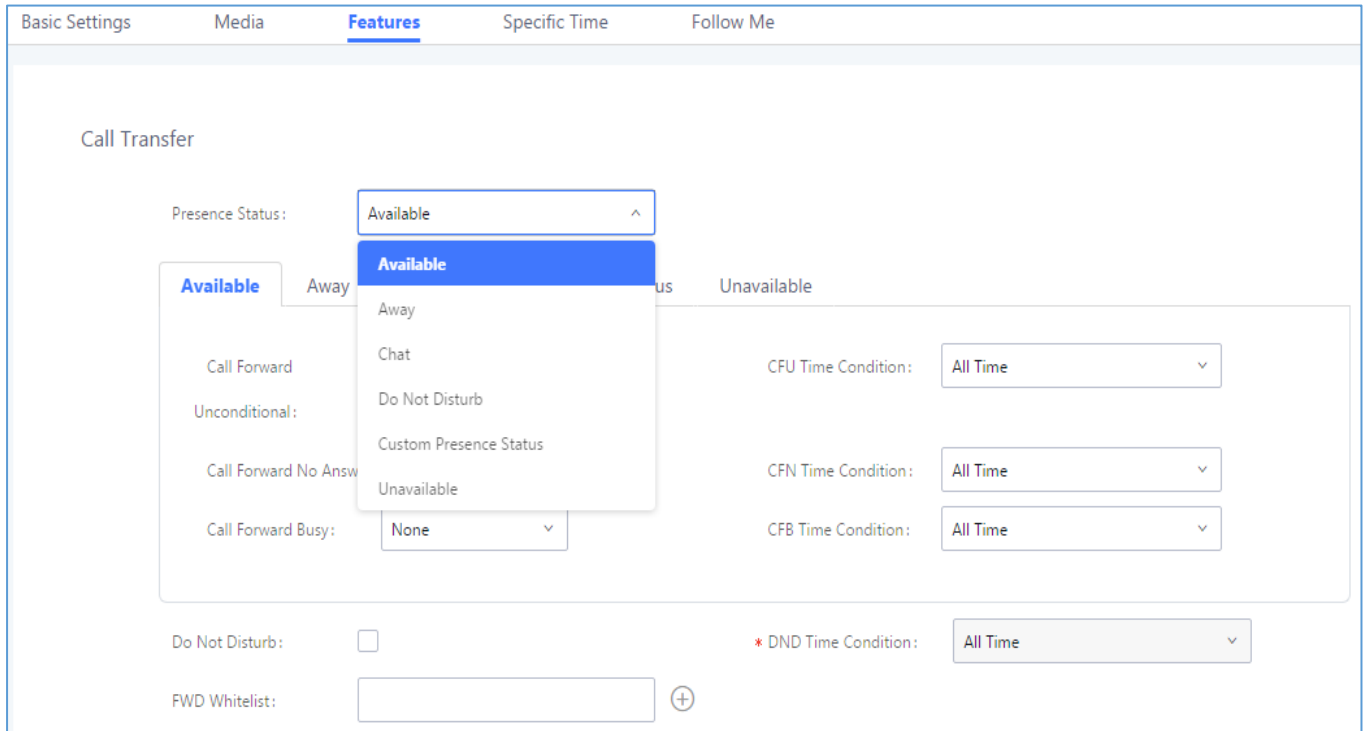 Basic Settings Media Features Specific Time Follow Me
Call Transfer
Presence Status: Available
Available
Available Away us Unavailable
Away
Chat
Call Forward CFU Time Condition: All Time
Do Not Disturb
Unconditional:
Custom Presence Status
Call Forward No Answ CFN Time Condition: All Time
Unavailable
Call Forward Busy: None CFB Time Condition: All Time
Do Not Disturb: * DND Time Condition: All Time
FWD Whitelist: